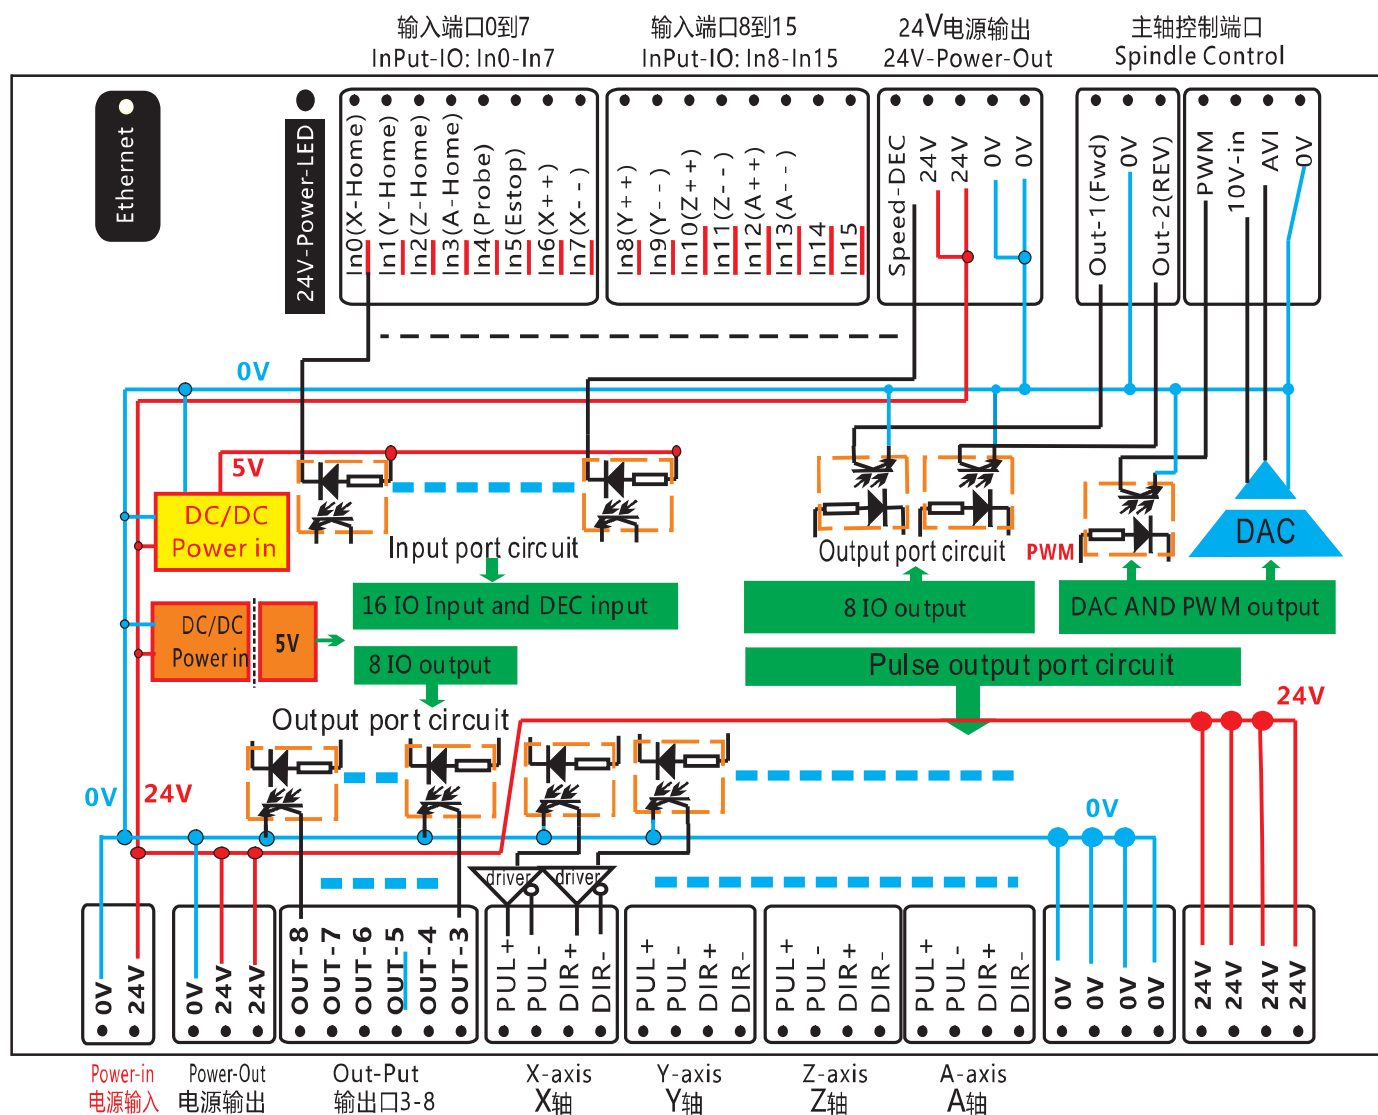 输入端口0到7
InPut-IO: In0-In7
输入端口8到15
InPut-IO: In8-In15
24V电源输出
24V-Power-Out
主轴控制端口
Spindle Control
Ethernet
24V-Power-LED
In0(X-Home)
In1(Y-Home)
In2(Z-Home)
In3(A-Home)
In4(Probe)
In5(Estop)
In6(X++)
In7(X--)
In8(Y++)
In9(Y--)
In10(Z++)
In11(Z--)
In12(A++)
In13(A--)
In14
In15
Speed-DEC
24V
24V
0V
0V
Out-1(Fwd)
0V
Out-2(REV)
PWM
10V-in
AVI
0V
0V
5V
DC/DC
Power in
Input port circuit
Output port circuit
PWM
DAC
16 IO Input and DEC input
8 IO output
DAC AND PWM output
DC/DC
Power in
5V
8 IO output
Pulse output port circuit
Output port circuit
24V
0V
24V
0V
driver
driver
0V
24V
0V
24V
24V
OUT-8
OUT-7
OUT-6
OUT-5
OUT-4
OUT-3
PUL+
PUL-
DIR+
DIR-
PUL+
PUL-
DIR+
DIR-
PUL+
PUL-
DIR+
DIR-
PUL+
PUL-
DIR+
DIR-
0V
0V
0V
0V
24V
24V
24V
24V
Power-in
电源输入
Power-Out
电源输出
Out-Put
输出口3-8
X-axis
X轴
Y-axis
Y轴
Z-axis
Z轴
A-axis
A轴